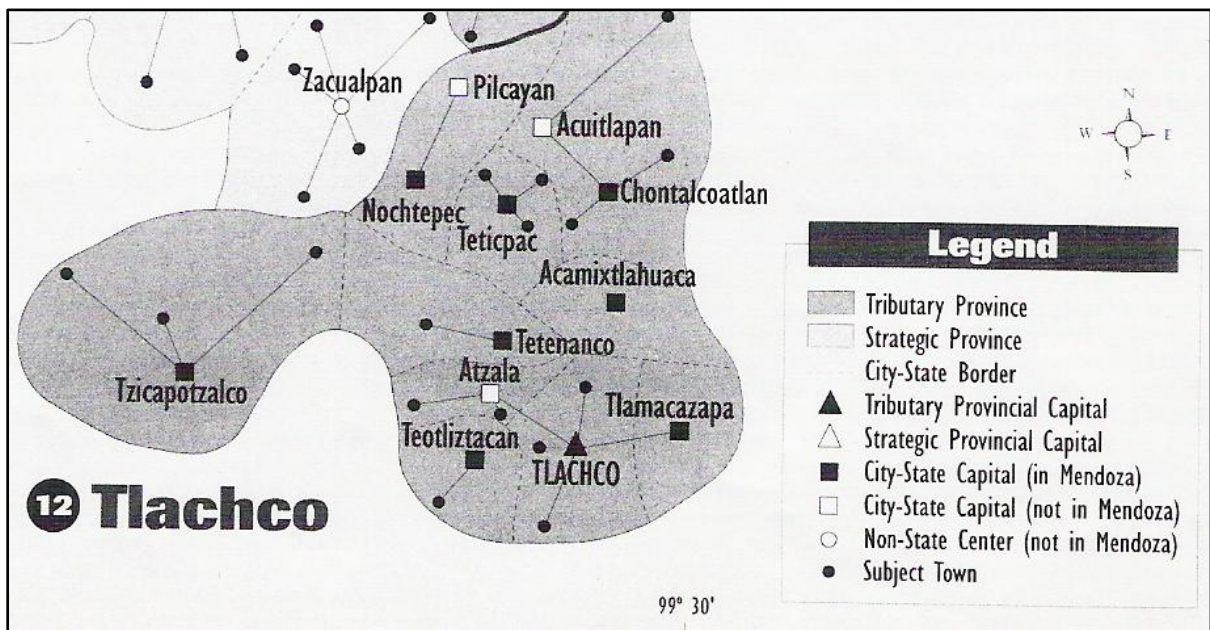 Zacualpan
Pilcayan
Acuitlapan
Nochtepec
Teticpac
Chontalcoatlan
Acamixtlahuaca
Tetenanco
Tzicapotzalco
Atzala
Tlamacazapa
Teotliztacan
TLACHCO
12 Tlachco
99° 30'
N
W E
S
Legend
Tributary Province
Strategic Province
City-State Border
Tributary Provincial Capital
Strategic Provincial Capital
City-State Capital (in Mendoza)
City-State Capital (not in Mendoza)
Non-State Center (not in Mendoza)
Subject Town